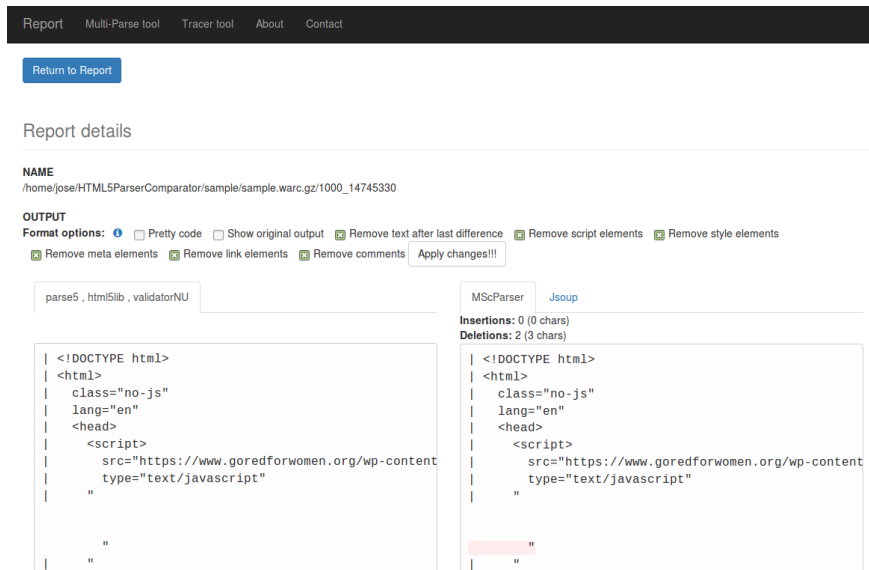 Report Multi-Parse tool Tracer tool About Contact
Return to Report
Report details
NAME
/home/jose/HTML5ParserComparator/sample/sample.warc.gz/1000_14745330
OUTPUT
Format options: Pretty code Show original output Remove text after last difference Remove script elements Remove style elements
Remove meta elements Remove link elements Remove comments Apply changes!!!
parse5 , html5lib , validatorNU
| <!DOCTYPE html>
| <html>
|   class="no-js"
|   lang="en"
|   <head>
|     <script>
|       src="https://www.goredforwomen.org/wp-content
|       type="text/javascript"
|     "
"
|     "
MScParser Jsoup
Insertions: 0 (0 chars)
Deletions: 2 (3 chars)
| <!DOCTYPE html>
| <html>
|   class="no-js"
|   lang="en"
|   <head>
|     <script>
|       src="https://www.goredforwomen.org/wp-content
|       type="text/javascript"
|     "
"
|     "